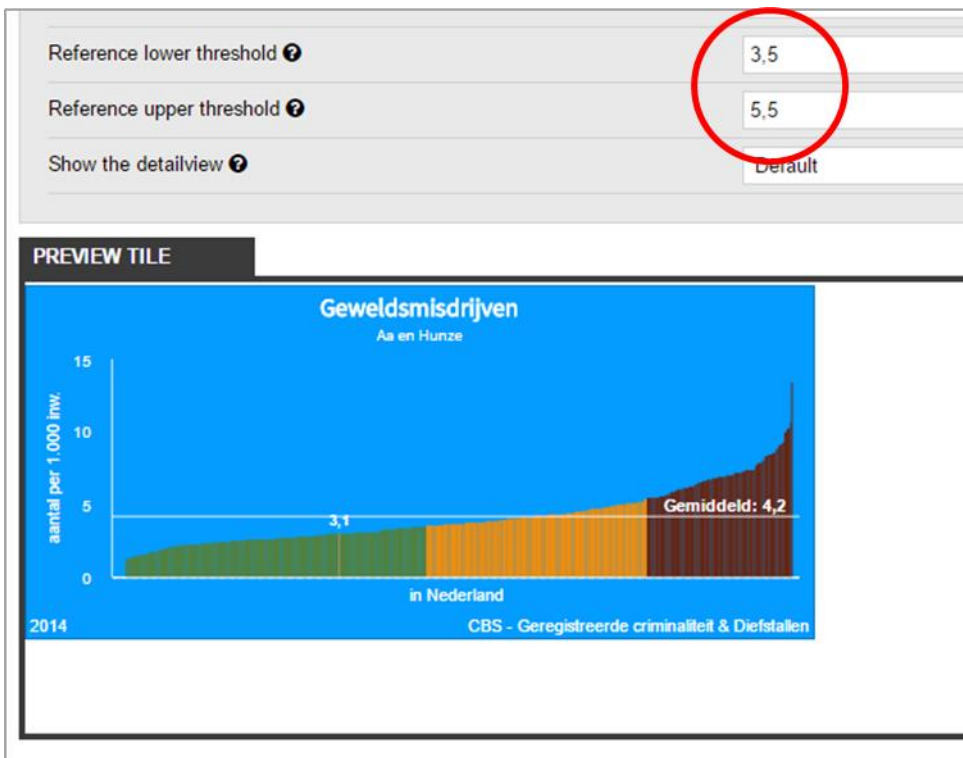 Reference lower threshold ?
3,5
Reference upper threshold ?
5,5
Show the detailview ?
Default
PREVIEW TILE
Geweldsmisdrijven
Aa en Hunze
15
10
5
0
aantal per 1.000 inw.
3,1
Gemiddeld: 4,2
in Nederland
2014
CBS - Geregistreerde criminaliteit & Diefstallen